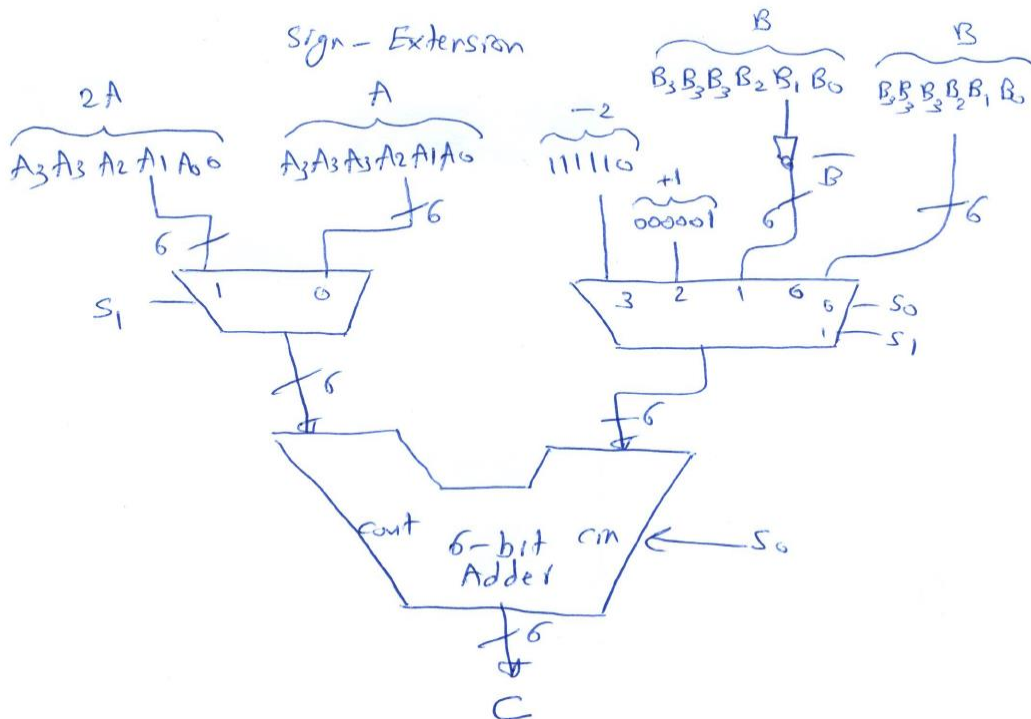 Sign - Extension
B
B
B3 B3 B3 B2 B1 B0
B3 B3 B3 B2 B1 B0
2A
A
-2
A3 A3 A2 A1 A0 0
A3 A3 A3 A2 A1 A0
111110
+1
000001
B
6
6
6
6
S1
1
0
3
2
1
6
0
S0
1
S1
6
6
Cout
6-bit
Adder
Cin
S0
6
C